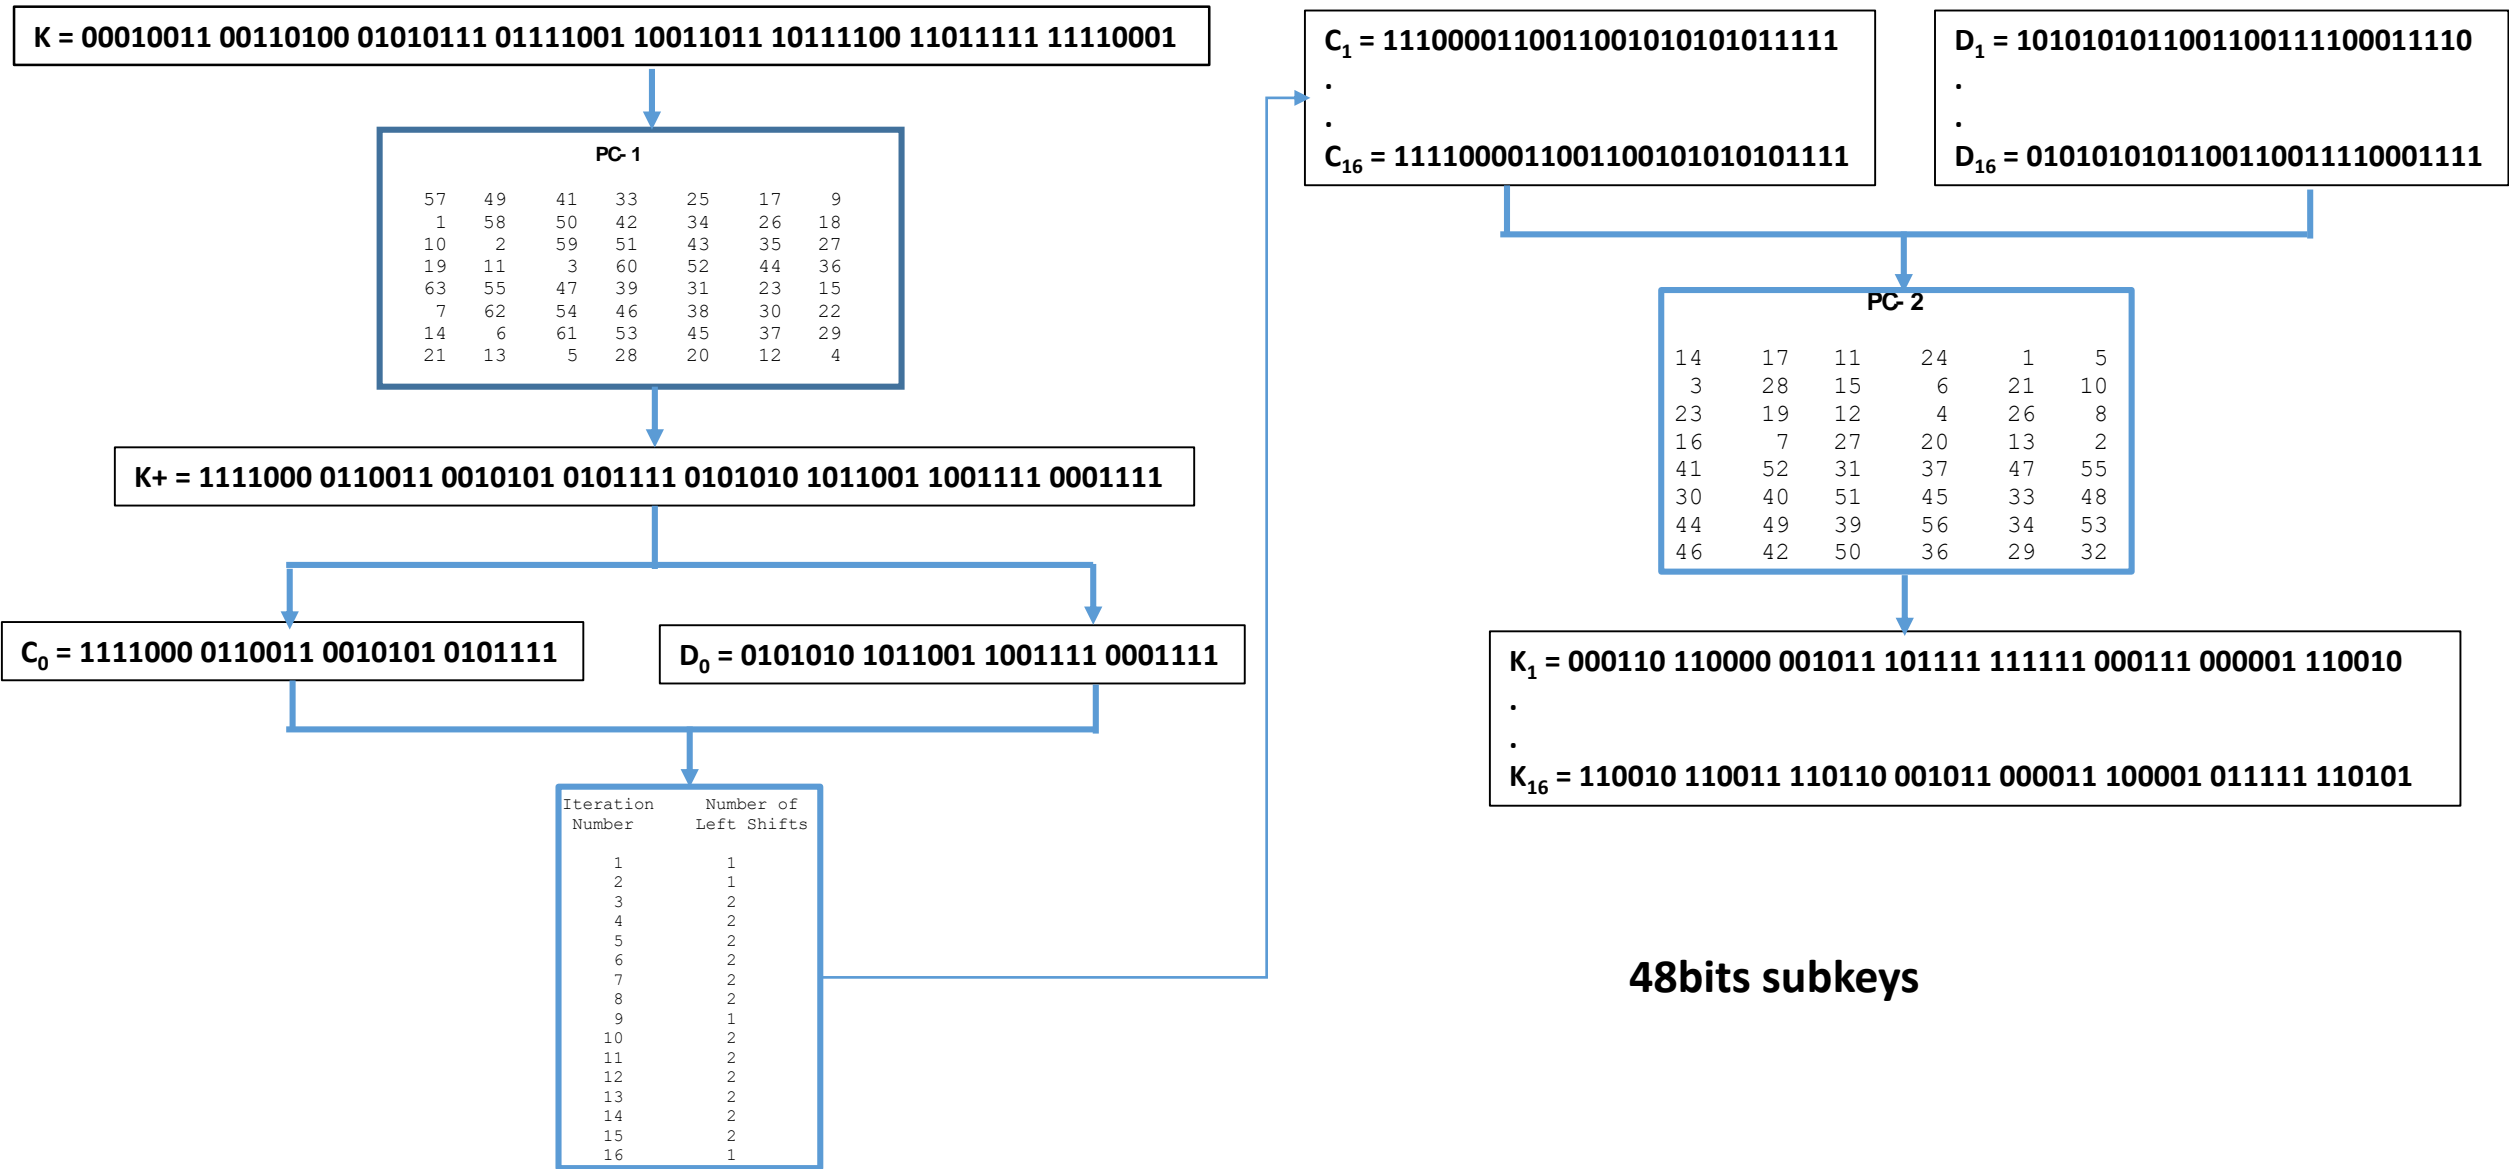 K = 00010011 00110100 01010111 01111001 10011011 10111100 11011111 11110001
PC- 1
57 49 41 33 25 17 9
1 58 50 42 34 26 18
10 2 59 51 43 35 27
19 11 3 60 52 44 36
63 55 47 39 31 23 15
7 62 54 46 38 30 22
14 6 61 53 45 37 29
21 13 5 28 20 12 4
K+ = 1111000 0110011 0010101 0101111 0101010 1011001 1001111 0001111
C0 = 1111000 0110011 0010101 0101111
D0 = 0101010 1011001 1001111 0001111
Iteration Number of
Number Left Shifts
1 1
2 1
3 2
4 2
5 2
6 2
7 2
8 2
9 1
10 2
11 2
12 2
13 2
14 2
15 2
16 1
C1 = 1110000110011001010101011111
.
.
C16 = 1111000011001100101010101111
D1 = 1010101011001100111100011110
.
.
D16 = 0101010101100110011110001111
PC- 2
14 17 11 24 1 5
3 28 15 6 21 10
23 19 12 4 26 8
16 7 27 20 13 2
41 52 31 37 47 55
30 40 51 45 33 48
44 49 39 56 34 53
46 42 50 36 29 32
K1 = 000110 110000 001011 101111 111111 000111 000001 110010
.
.
K16 = 110010 110011 110110 001011 000011 100001 011111 110101
48bits subkeys